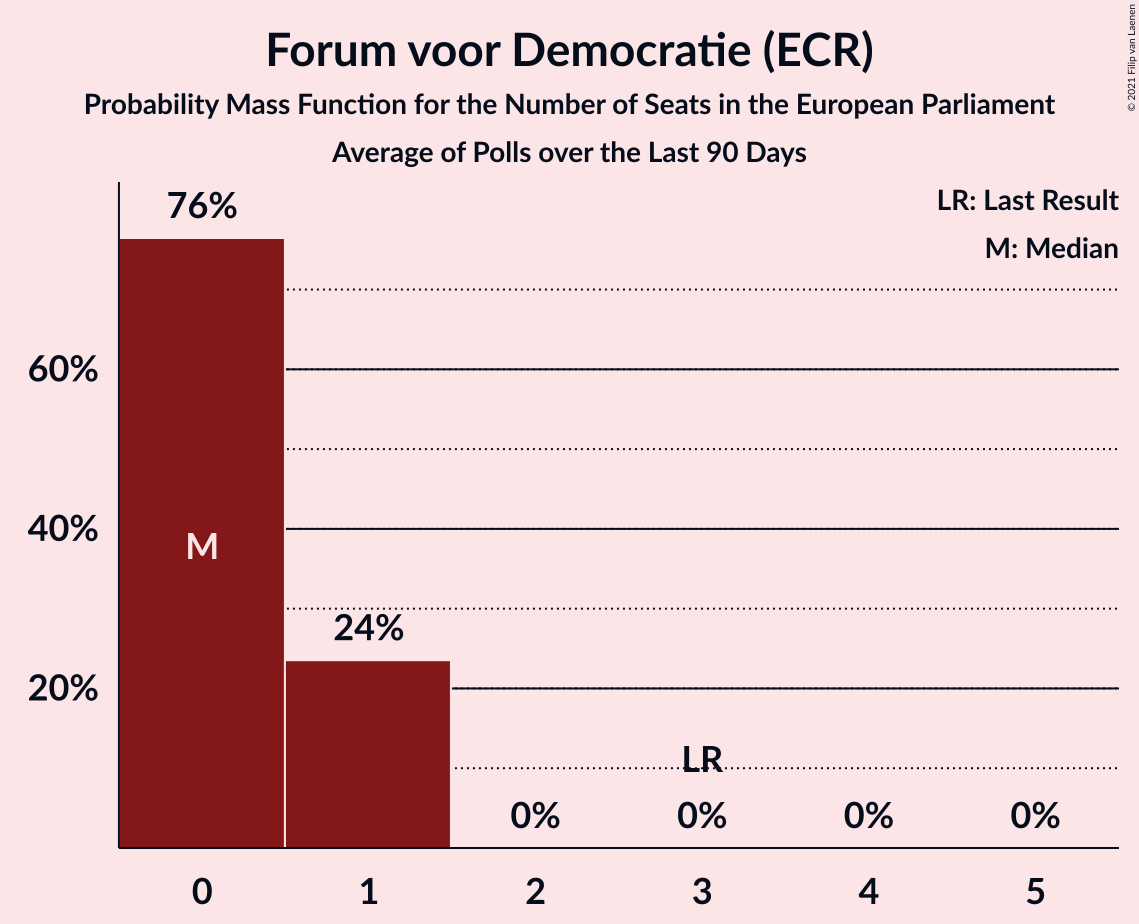 Forum voor Democratie (ECR)
Probability Mass Function for the Number of Seats in the European Parliament
Average of Polls over the Last 90 Days
© 2021 Filip van Laenen
LR: Last Result
M: Median
76%
60%
40%
M
24%
20%
LR
0%
0%
0%
0%
0
1
2
3
4
5